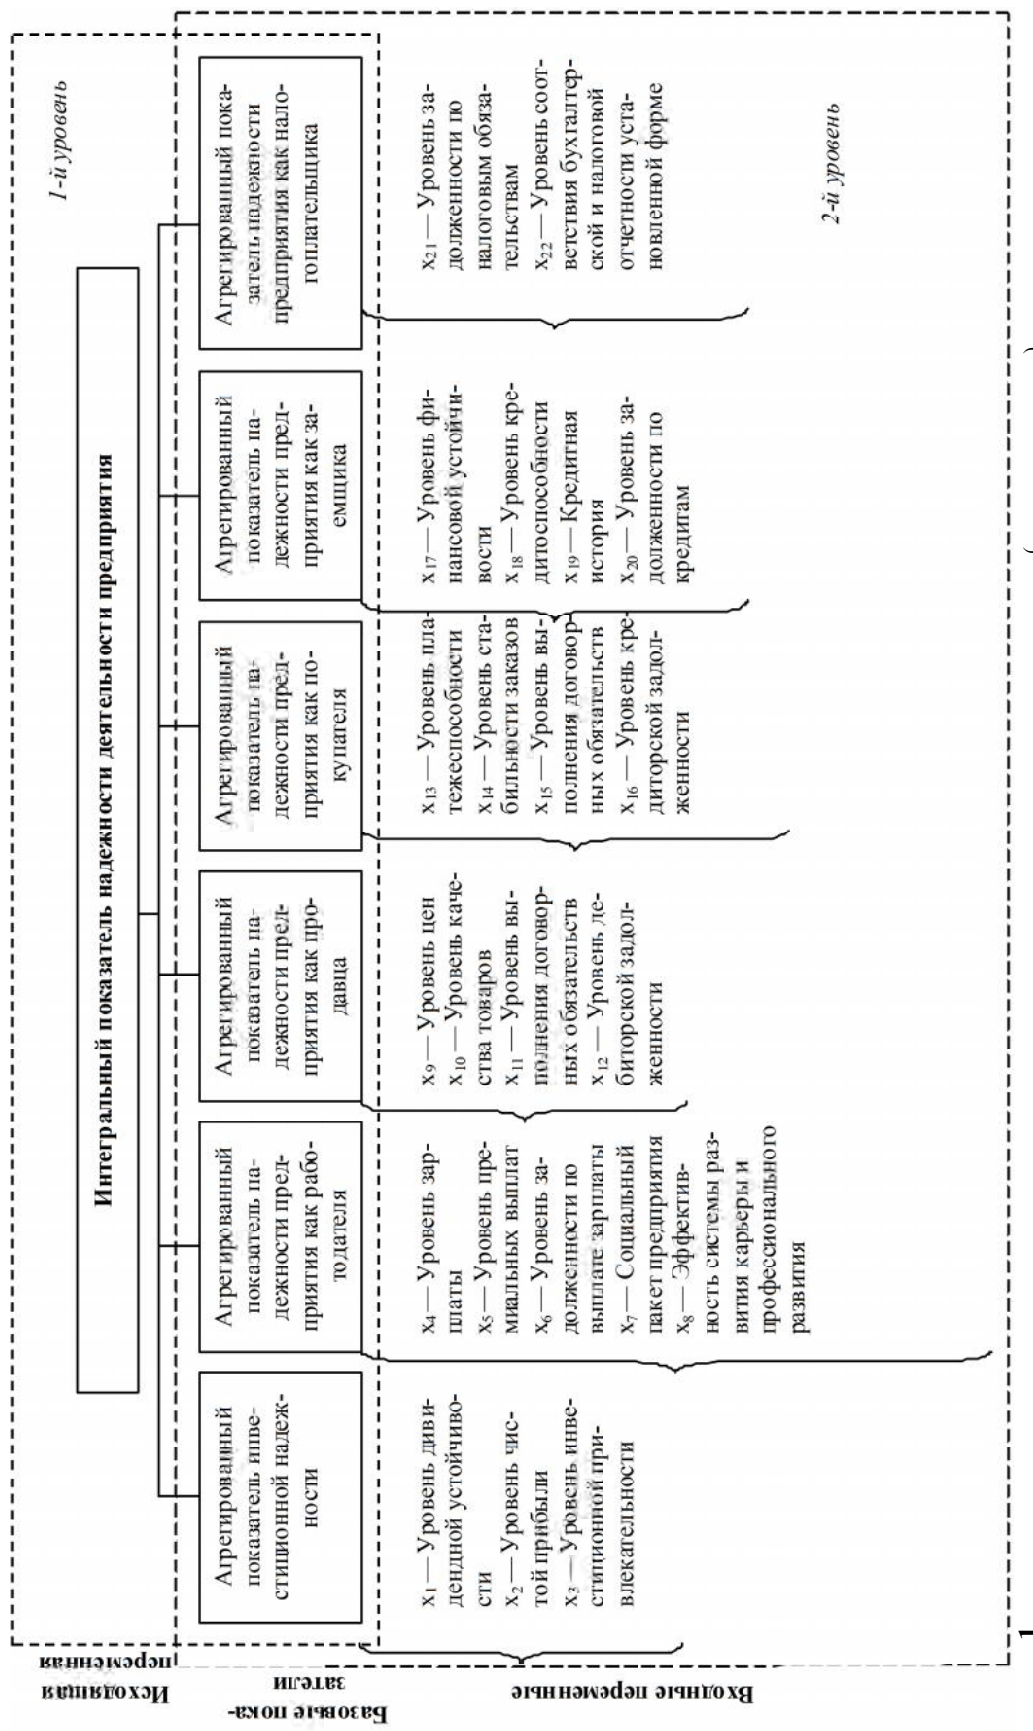 1-й уровень
Исходящая
переменная
Интегральный показатель надежности деятельности предприятия
Базовые пока-
затели
Агрегированный
показатель инве-
стиционной надеж-
ности
Агрегированный
показатель на-
дежности пред-
приятия как рабо-
тодателя
Агрегированный
показатель на-
дежности пред-
приятия как про-
давца
Агрегированный
показатель на-
дежности пред-
приятия как по-
купателя
Агрегированный
показатель на-
дежности пред-
приятия как за-
емщика
Агрегированный пока-
затель надежности
предприятия как нало-
гоплательщика
Входные переменные
x₁ — Уровень диви-
дендной устойчиво-
сти
x₂ — Уровень чис-
той прибыли
x₃ — Уровень инве-
стиционной при-
влекательности
x₄ — Уровень зар-
платы
x₅ — Уровень пре-
миальных выплат
x₆ — Уровень за-
долженности по
выплате зарплаты
x₇ — Социальный
пакет предприятия
x₈ — Эффектив-
ность системы раз-
вития карьеры и
профессионального
развития
x₉ — Уровень цен
x₁₀ — Уровень каче-
ства товаров
x₁₁ — Уровень вы-
полнения договор-
ных обязательств
x₁₂ — Уровень де-
биторской задол-
женности
x₁₃ — Уровень пла-
тежеспособности
x₁₄ — Уровень ста-
бильности заказов
x₁₅ — Уровень вы-
полнения договор-
ных обязательств
x₁₆ — Уровень кре-
диторской задол-
женности
x₁₇ — Уровень фи-
нансовой устойчи-
вости
x₁₈ — Уровень кре-
дитоспособности
x₁₉ — Кредитная
история
x₂₀ — Уровень за-
долженности по
кредитам
x₂₁ — Уровень за-
долженности по
налоговым обяза-
тельствам
x₂₂ — Уровень соот-
ветствия бухгалтер-
ской и налоговой
отчетности уста-
новленной форме
2-й уровень